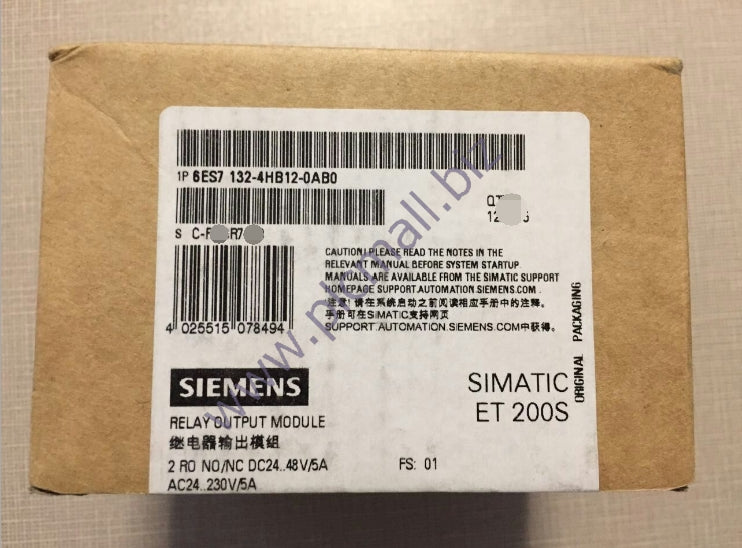 1P 6ES7 132-4HB12-0AB0
S C-
4 025515 078494
CAUTION! PLEASE READ THE NOTES IN THE
RELEVANT MANUAL BEFORE SYSTEM STARTUP.
MANUALS ARE AVAILABLE FROM THE SIMATIC SUPPORT
HOMEPAGE SUPPORT.AUTOMATION.SIEMENS.COM.
注意! 请在系统启动之前阅读相应手册中的注释。
手册可在SIMATIC支持网页
SUPPORT.AUTOMATION.SIEMENS.COM中获得。
ORIGINAL PACKAGING
SIEMENS
SIMATIC
ET 200S
RELAY OUTPUT MODULE
继电器输出模组
2 RO NO/NC DC24..48V/5A
FS: 01
AC24..230V/5A
www.plcmall.biz